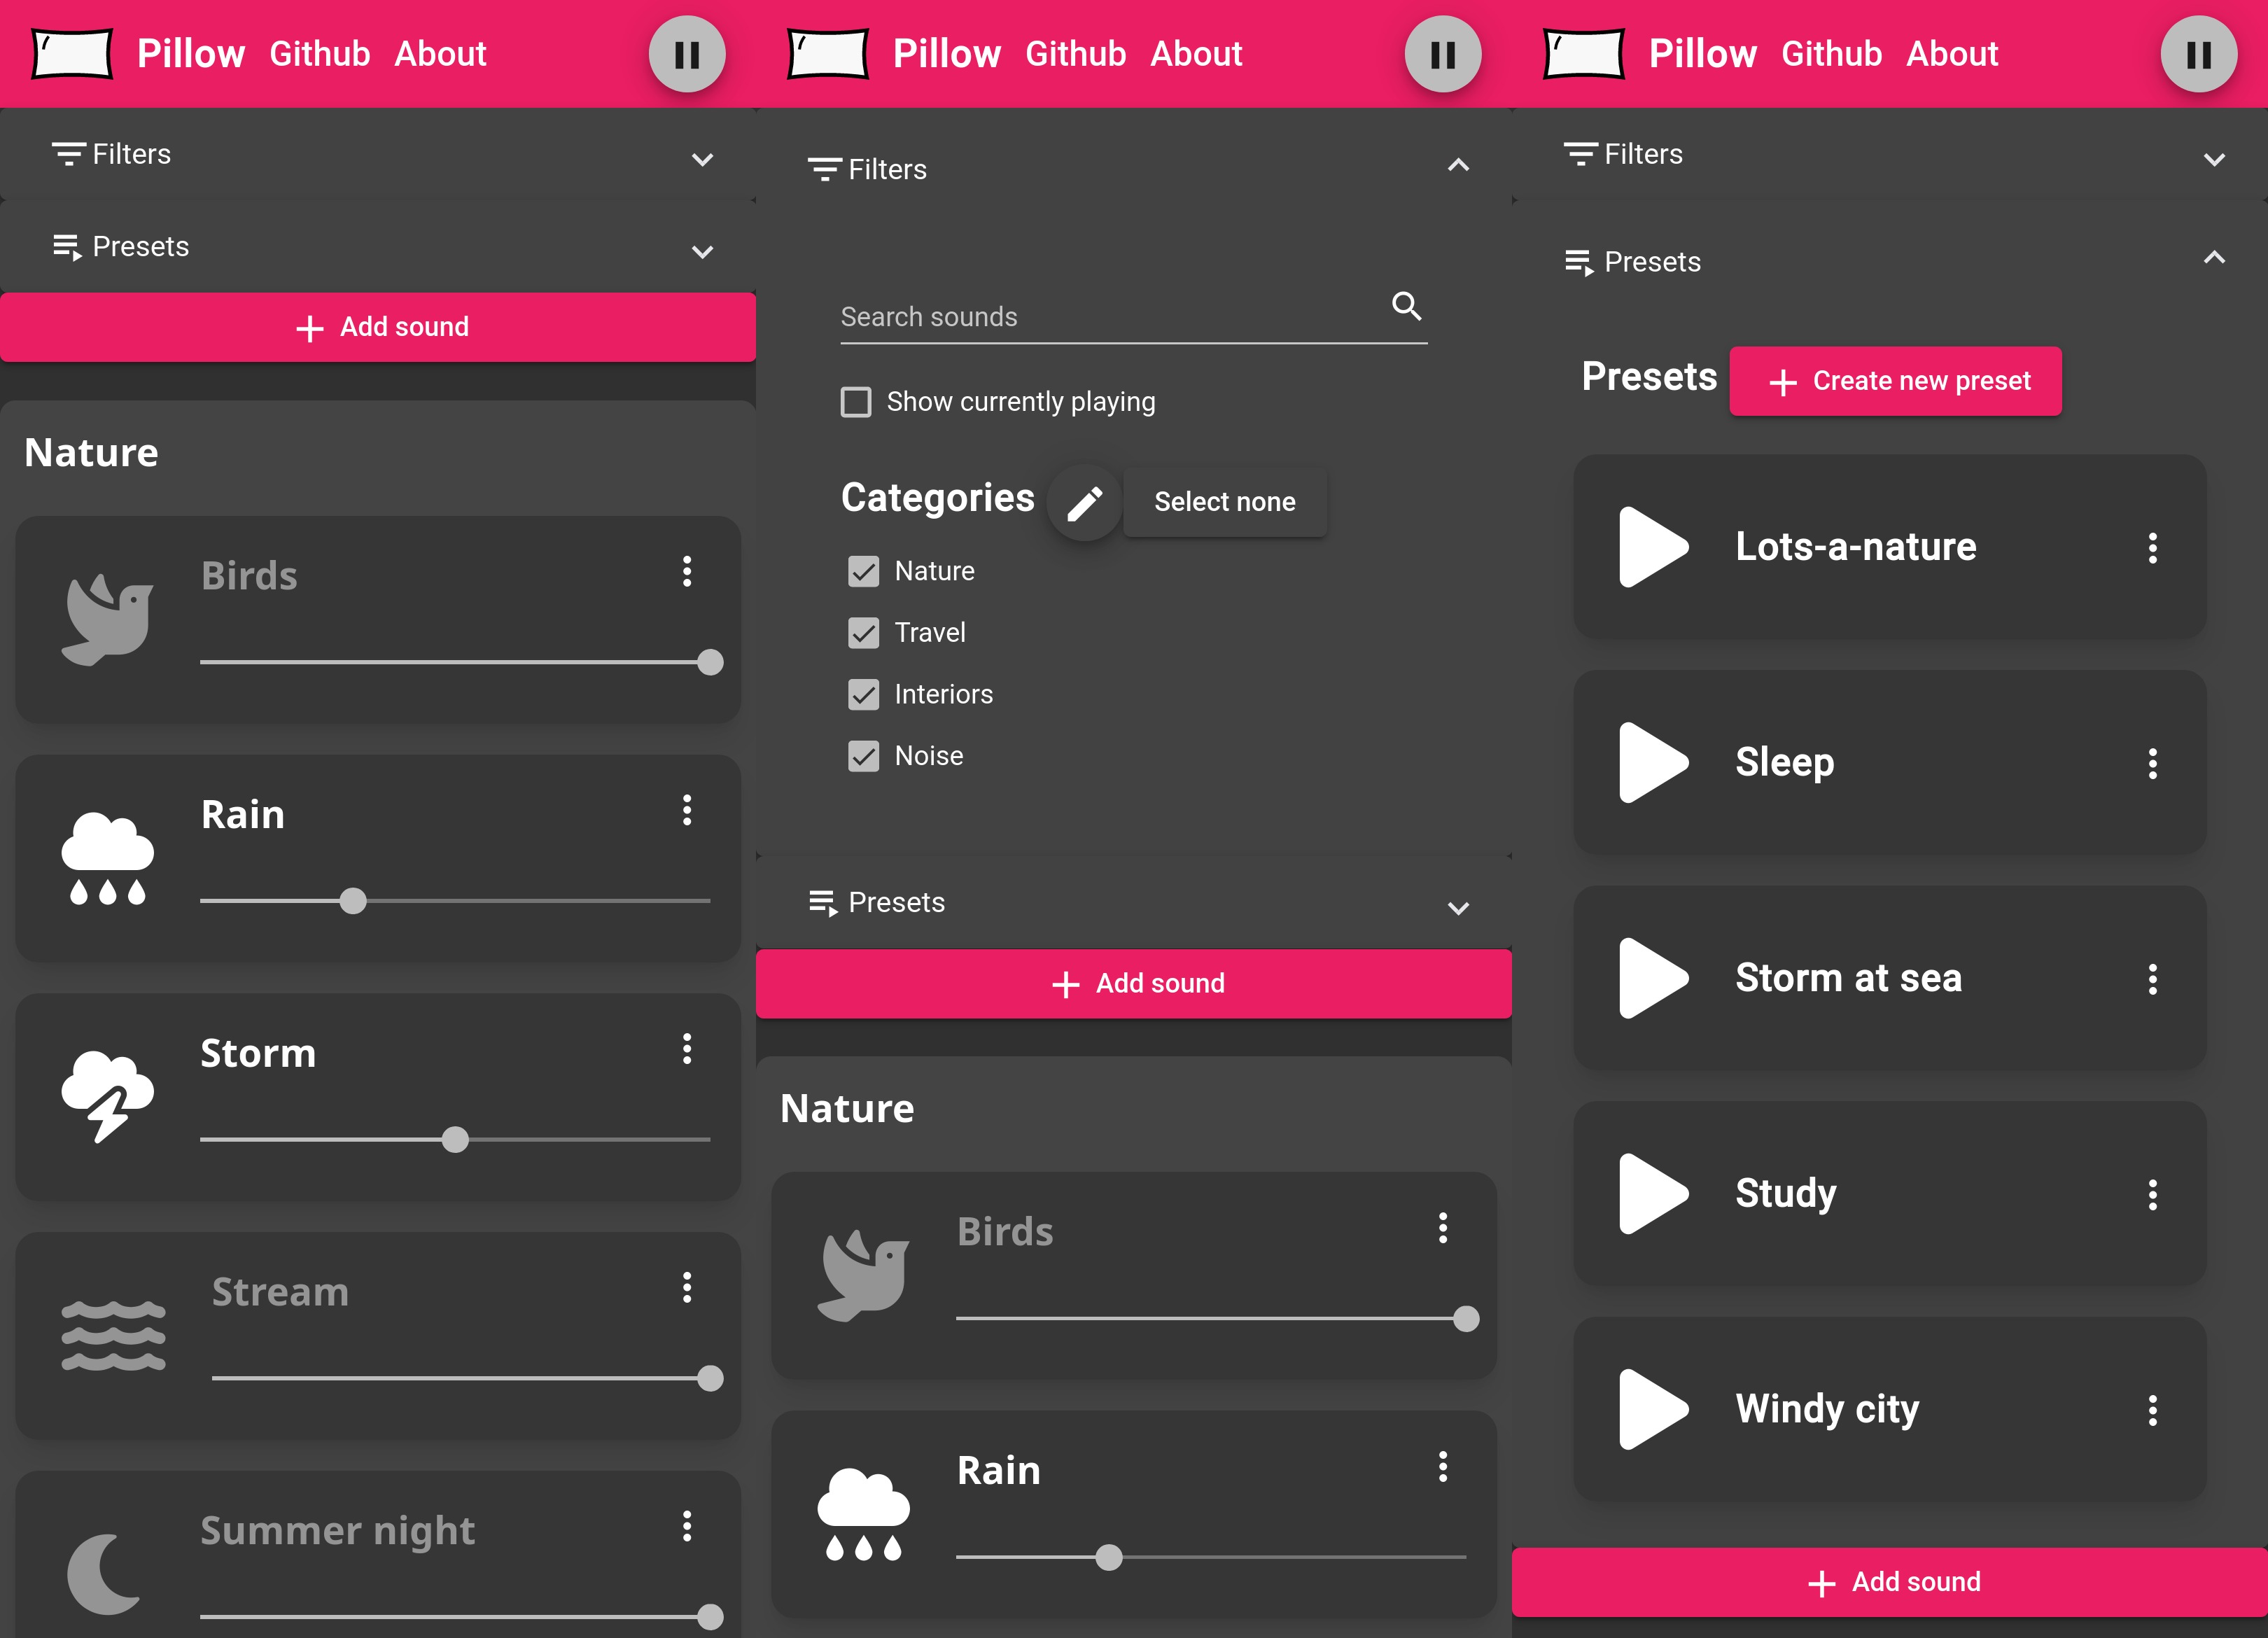 Pillow Github About
Filters
Presets
Add sound
Nature
Birds
Rain
Storm
Stream
Summer night
Pillow Github About
Filters
Search sounds
Show currently playing
Categories Select none
Nature
Travel
Interiors
Noise
Presets
Add sound
Nature
Birds
Rain
Pillow Github About
Filters
Presets
Presets Create new preset
Lots-a-nature
Sleep
Storm at sea
Study
Windy city
Add sound